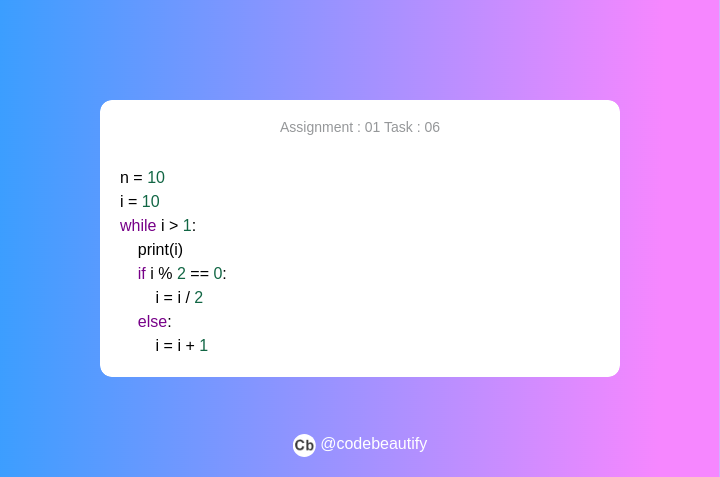 Assignment : 01 Task : 06
n = 10
i = 10
while i > 1:
    print(i)
    if i % 2 == 0:
        i = i / 2
    else:
        i = i + 1
Cb @codebeautify